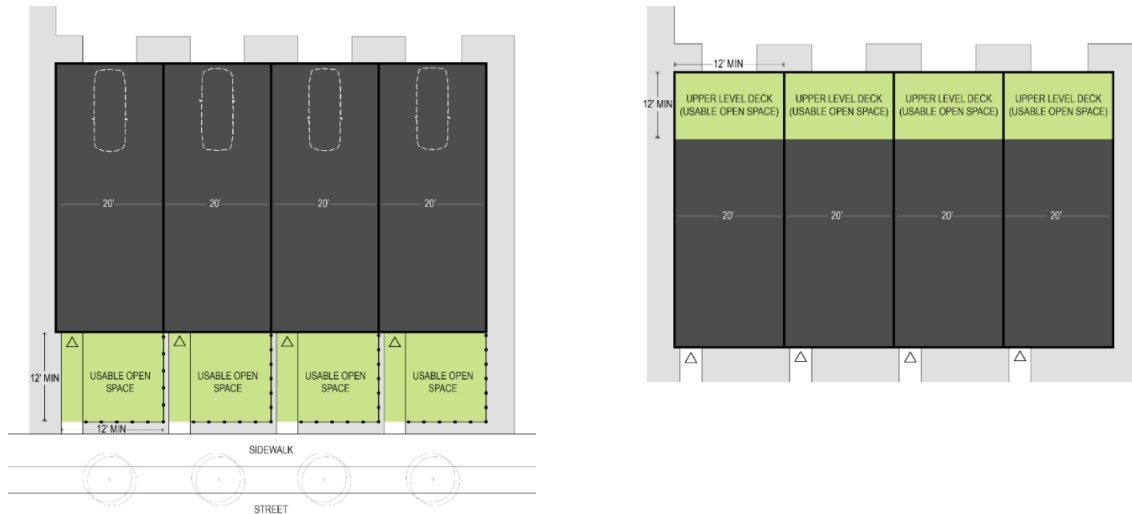 20'
20'
20'
20'
12' MIN
USABLE OPEN
SPACE
USABLE OPEN
SPACE
USABLE OPEN
SPACE
USABLE OPEN
SPACE
12' MIN
SIDEWALK
STREET
12' MIN
12' MIN
UPPER LEVEL DECK
(USABLE OPEN SPACE)
UPPER LEVEL DECK
(USABLE OPEN SPACE)
UPPER LEVEL DECK
(USABLE OPEN SPACE)
UPPER LEVEL DECK
(USABLE OPEN SPACE)
20'
20'
20'
20'